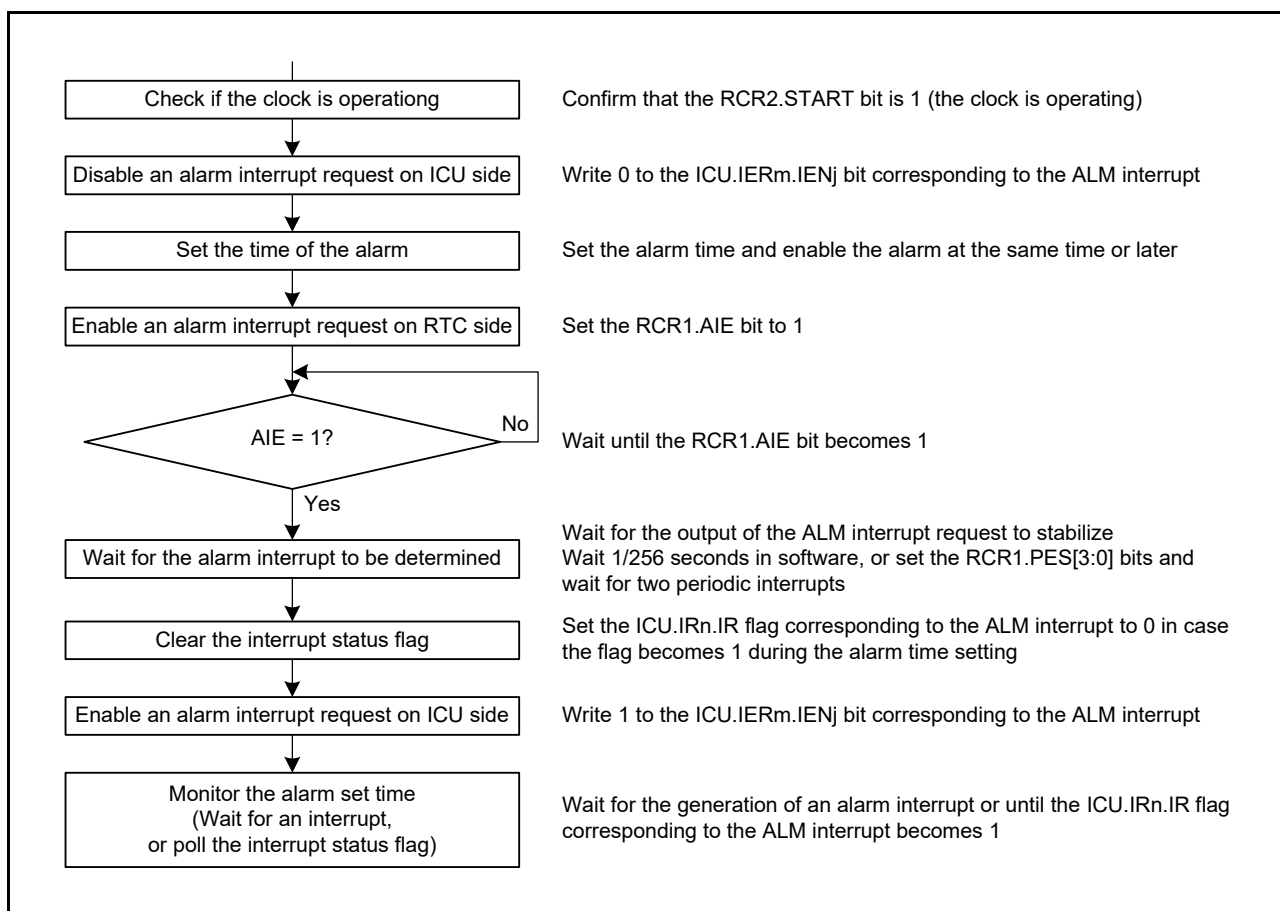 Check if the clock is operationg
Confirm that the RCR2.START bit is 1 (the clock is operating)
Disable an alarm interrupt request on ICU side
Write 0 to the ICU.IERm.IENj bit corresponding to the ALM interrupt
Set the time of the alarm
Set the alarm time and enable the alarm at the same time or later
Enable an alarm interrupt request on RTC side
Set the RCR1.AIE bit to 1
No
AIE = 1?
Wait until the RCR1.AIE bit becomes 1
Yes
Wait for the alarm interrupt to be determined
Wait for the output of the ALM interrupt request to stabilize
Wait 1/256 seconds in software, or set the RCR1.PES[3:0] bits and
wait for two periodic interrupts
Clear the interrupt status flag
Set the ICU.IRn.IR flag corresponding to the ALM interrupt to 0 in case
the flag becomes 1 during the alarm time setting
Enable an alarm interrupt request on ICU side
Write 1 to the ICU.IERm.IENj bit corresponding to the ALM interrupt
Monitor the alarm set time
(Wait for an interrupt,
or poll the interrupt status flag)
Wait for the generation of an alarm interrupt or until the ICU.IRn.IR flag
corresponding to the ALM interrupt becomes 1